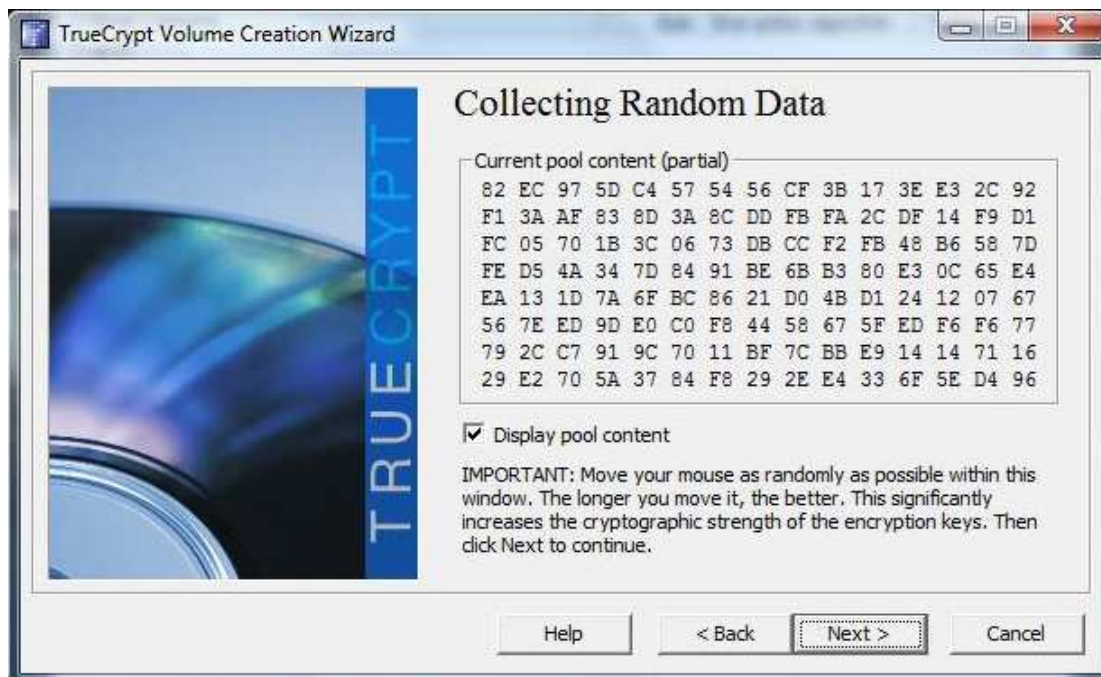 TrueCrypt Volume Creation Wizard
TRUECRYPT
Collecting Random Data
Current pool content (partial)
82 EC 97 5D C4 57 54 56 CF 3B 17 3E E3 2C 92
F1 3A AF 83 8D 3A 8C DD FB FA 2C DF 14 F9 D1
FC 05 70 1B 3C 06 73 DB CC F2 FB 48 B6 58 7D
FE D5 4A 34 7D 84 91 BE 6B B3 80 E3 0C 65 E4
EA 13 1D 7A 6F BC 86 21 D0 4B D1 24 12 07 67
56 7E ED 9D E0 C0 F8 44 58 67 5F ED F6 F6 77
79 2C C7 91 9C 70 11 BF 7C BB E9 14 14 71 16
29 E2 70 5A 37 84 F8 29 2E E4 33 6F 5E D4 96
Display pool content
IMPORTANT: Move your mouse as randomly as possible within this
window. The longer you move it, the better. This significantly
increases the cryptographic strength of the encryption keys. Then
click Next to continue.
Help
< Back
Next >
Cancel